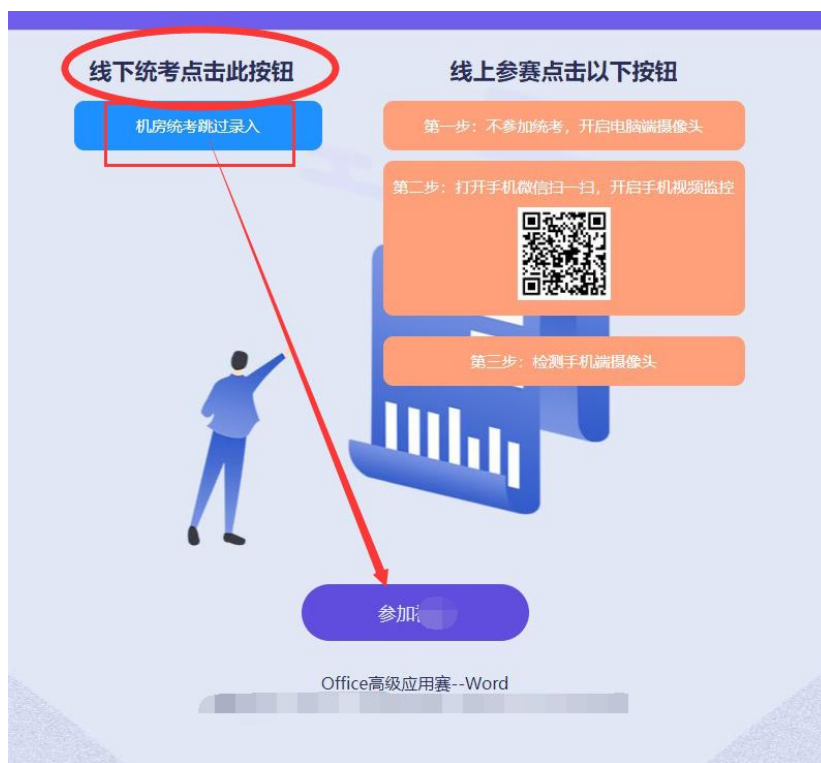 线下统考点击此按钮
机房统考跳过录入
线上参赛点击以下按钮
第一步：不参加统考，开启电脑端摄像头
第二步：打开手机微信扫一扫，开启手机视频监控
第三步：检测手机端摄像头
参加
Office高级应用赛--Word